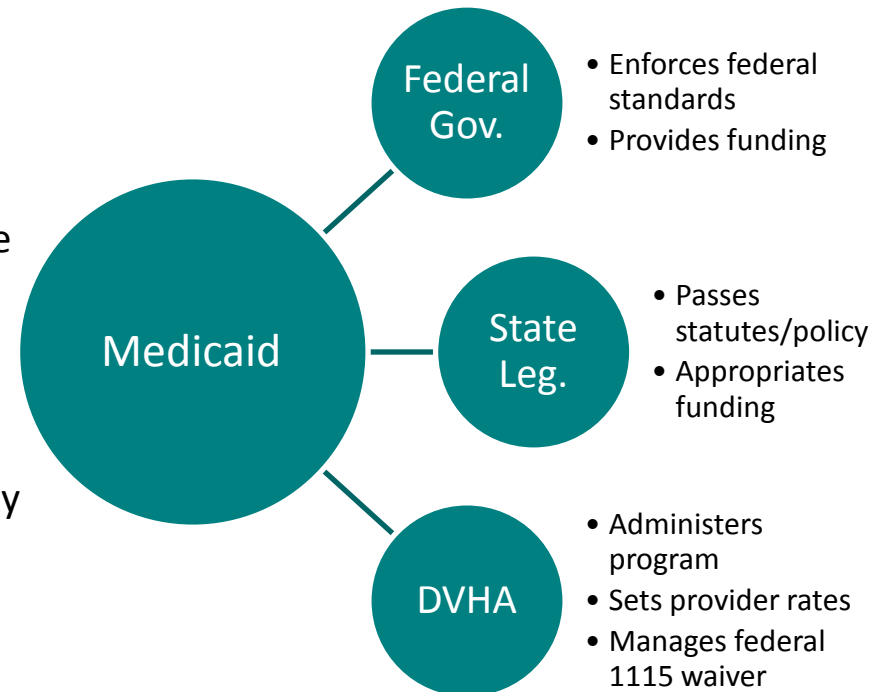 Federal
Gov.
• Enforces federal
standards
• Provides funding
e
Medicaid
State
Leg.
• Passes
statutes/policy
• Appropriates
funding
y
DVHA
• Administers
program
• Sets provider rates
• Manages federal
1115 waiver